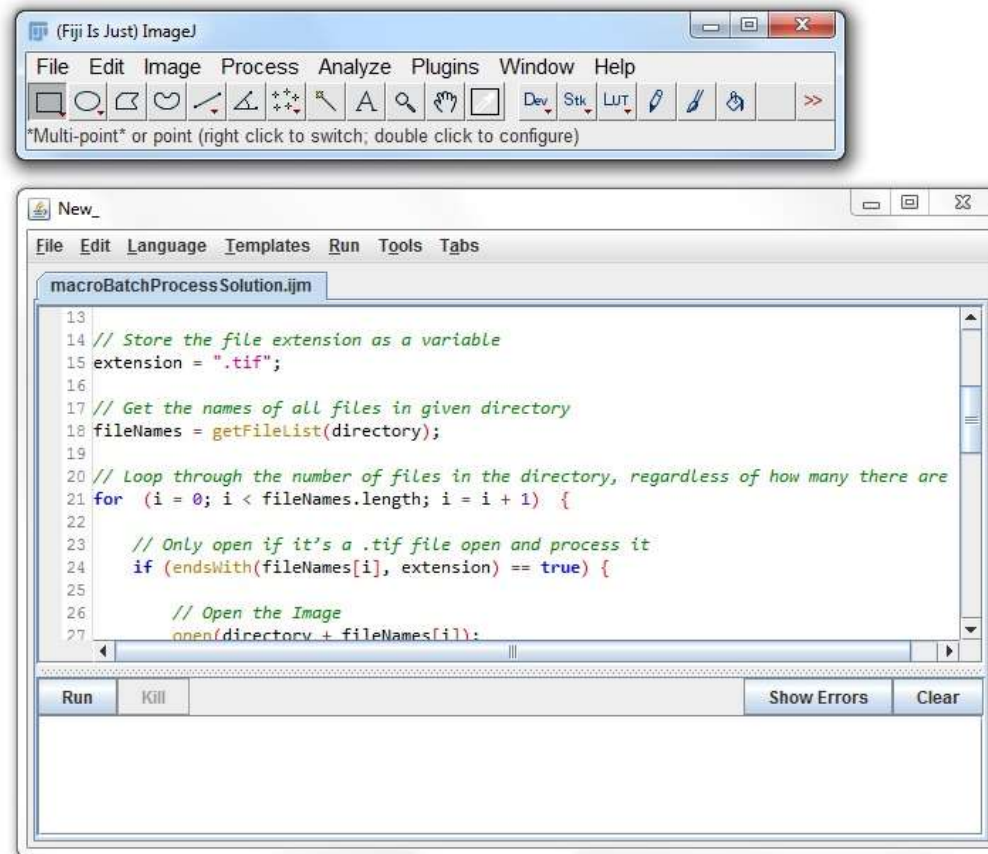 (Fiji Is Just) ImageJ
File Edit Image Process Analyze Plugins Window Help
A Dev Stk LUT >>
*Multi-point* or point (right click to switch; double click to configure)
New_
File Edit Language Templates Run Tools Tabs
macroBatchProcessSolution.ijm
13
14 // Store the file extension as a variable
15 extension = ".tif";
16
17 // Get the names of all files in given directory
18 fileNames = getFileList(directory);
19
20 // Loop through the number of files in the directory, regardless of how many there are
21 for  (i = 0; i < fileNames.length; i = i + 1)  {
22
23     // Only open if it's a .tif file open and process it
24     if (endsWith(fileNames[i], extension) == true) {
25
26         // Open the Image
27         open(directory + fileNames[i]);
Run Kill Show Errors Clear